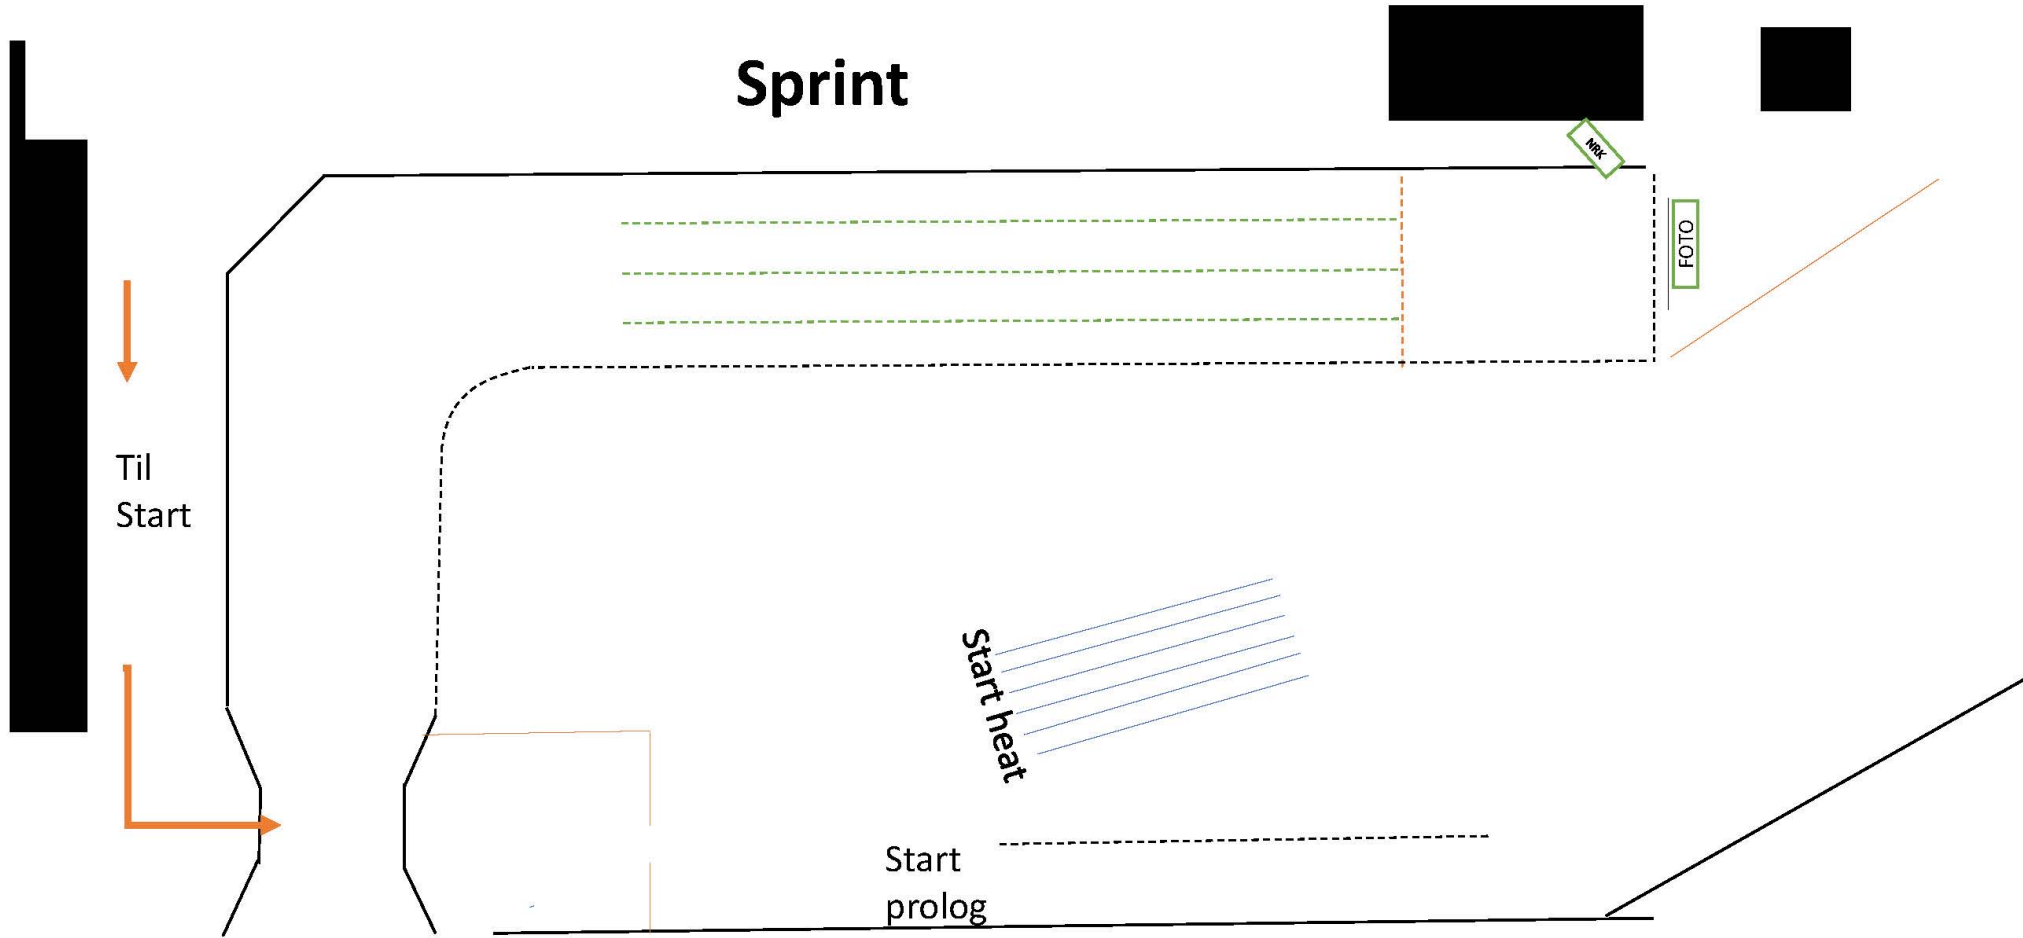 Sprint
NRK
FOTO
Til
Start
Start heat
Start
prolog